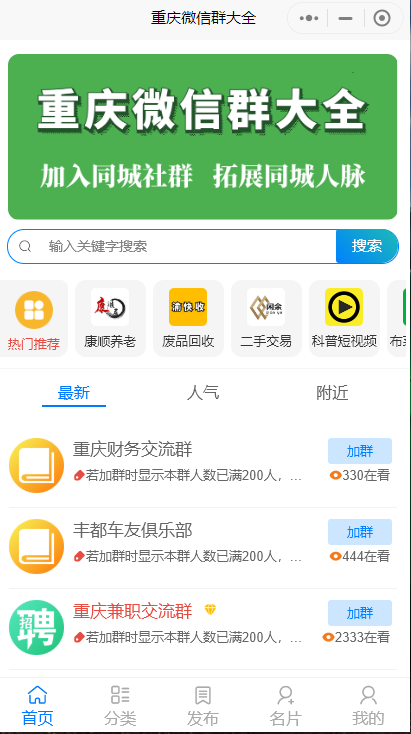 重庆微信群大全
重庆微信群大全
加入同城社群 拓展同城人脉
输入关键字搜索 搜索
热门推荐 康顺养老 废品回收 二手交易 科普短视频
渝快收 闲余
最新 人气 附近
重庆财务交流群 加群
若加群时显示本群人数已满200人，... 330在看
丰都车友俱乐部 加群
若加群时显示本群人数已满200人，... 444在看
招聘
重庆兼职交流群 加群
若加群时显示本群人数已满200人，... 2333在看
首页 分类 发布 名片 我的